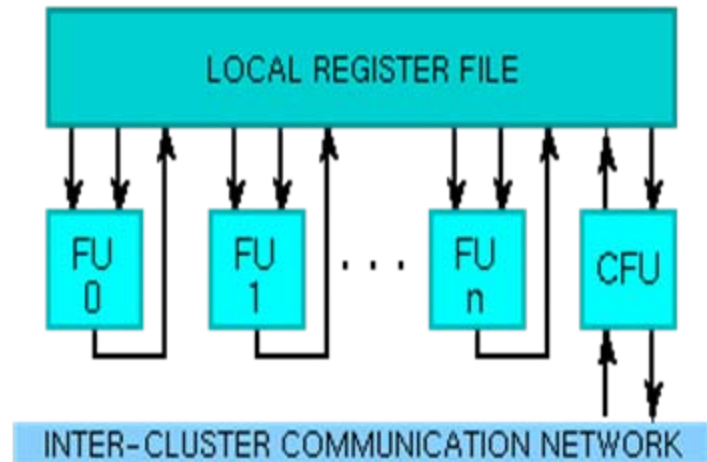 LOCAL REGISTER FILE
FU
0
FU
1
. . .
FU
n
CFU
INTER-CLUSTER COMMUNICATION NETWORK